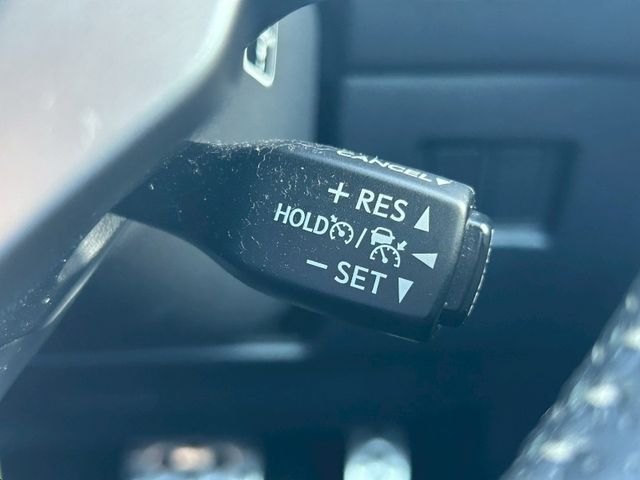 CANCEL
+ RES
HOLD /
− SET